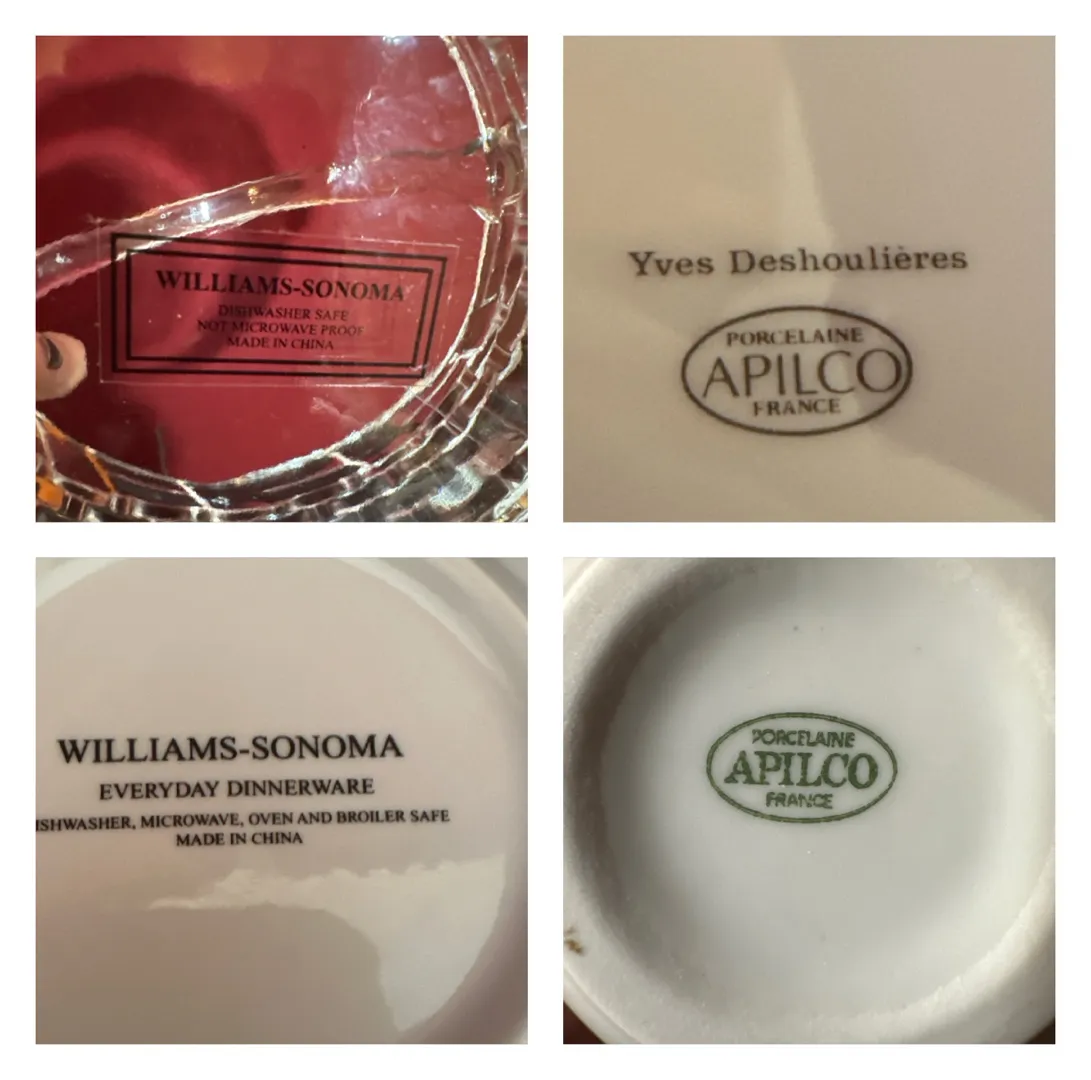 WILLIAMS-SONOMA
DISHWASHER SAFE
NOT MICROWAVE PROOF
MADE IN CHINA
Yves Deshoulières
PORCELAINE
APILCO
FRANCE
WILLIAMS-SONOMA
EVERYDAY DINNERWARE
ISHWASHER, MICROWAVE, OVEN AND BROILER SAFE
MADE IN CHINA
PORCELAINE
APILCO
FRANCE